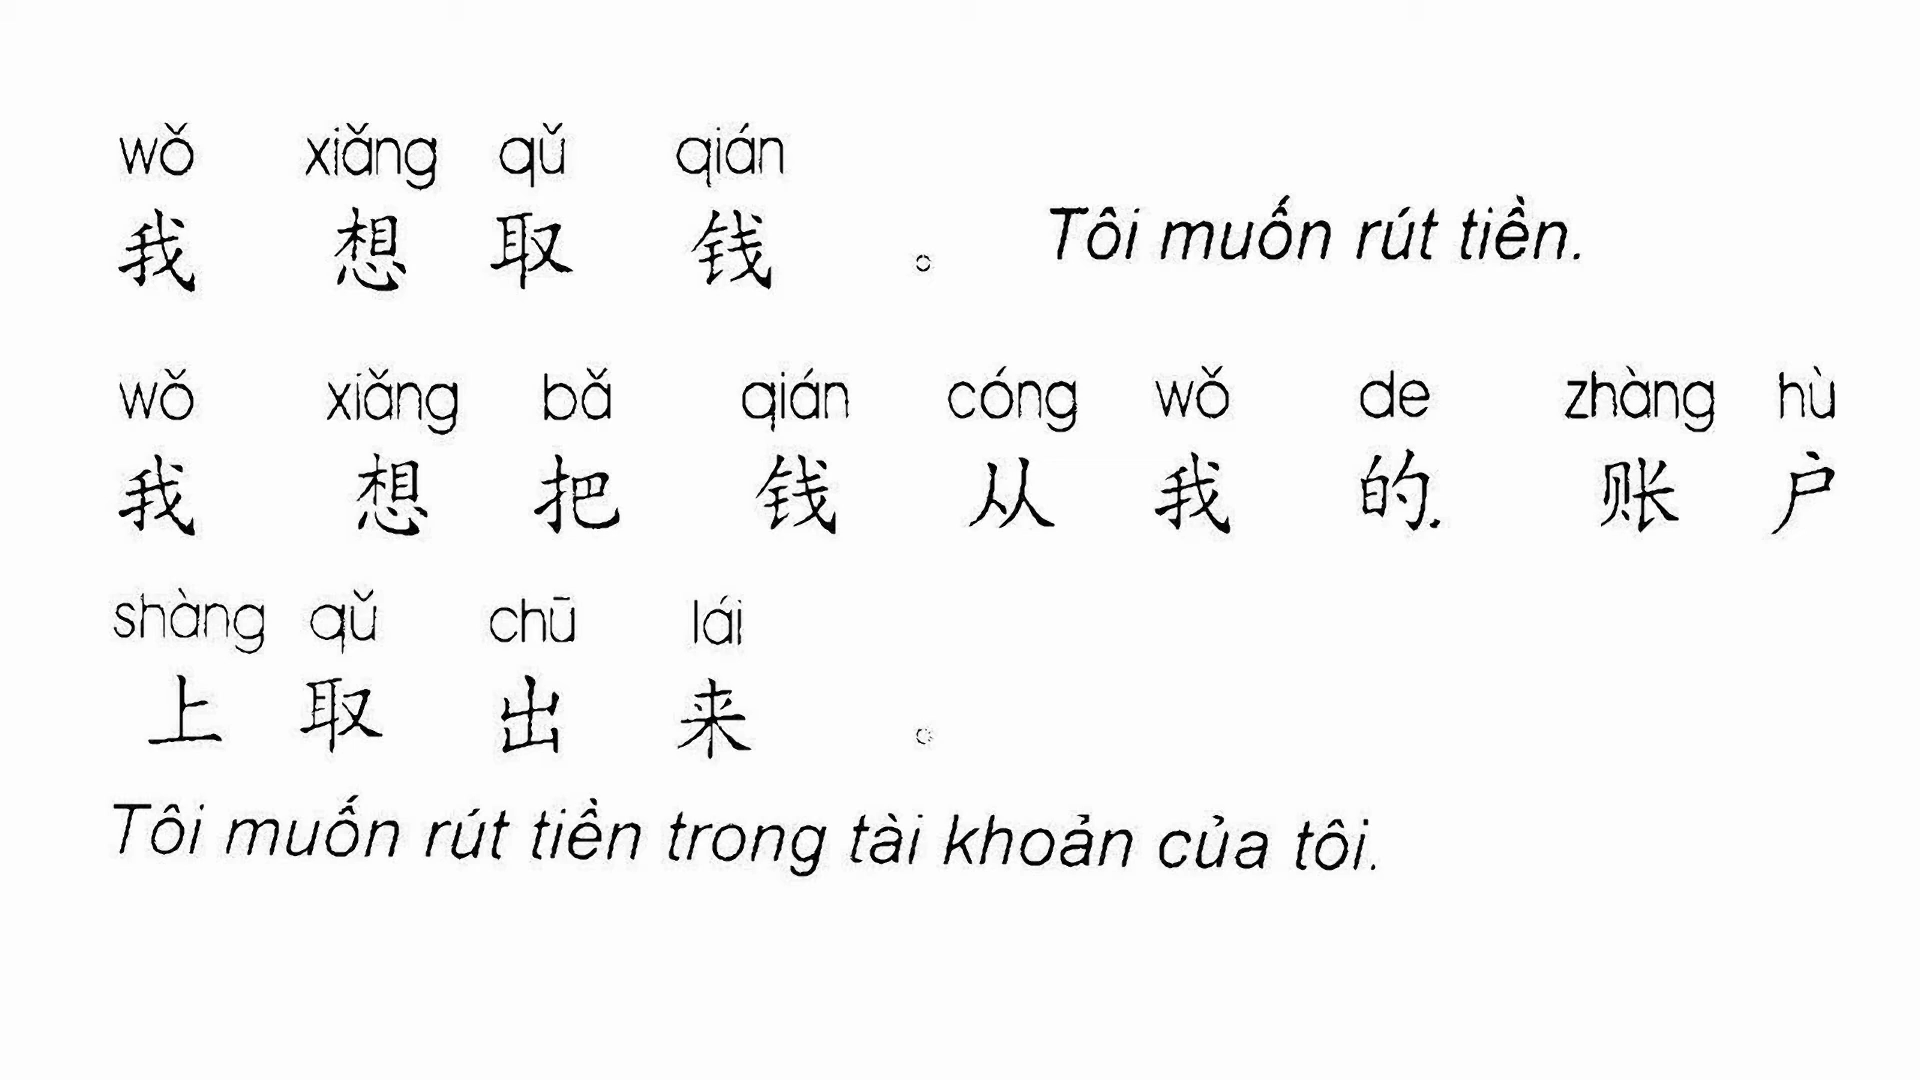 wǒ xiǎng qǔ qián
我 想 取 钱 。 Tôi muốn rút tiền.
wǒ xiǎng bǎ qián cóng wǒ de zhàng hù
我 想 把 钱 从 我 的 账 户
shàng qǔ chū lái
上 取 出 来 。
Tôi muốn rút tiền trong tài khoản của tôi.